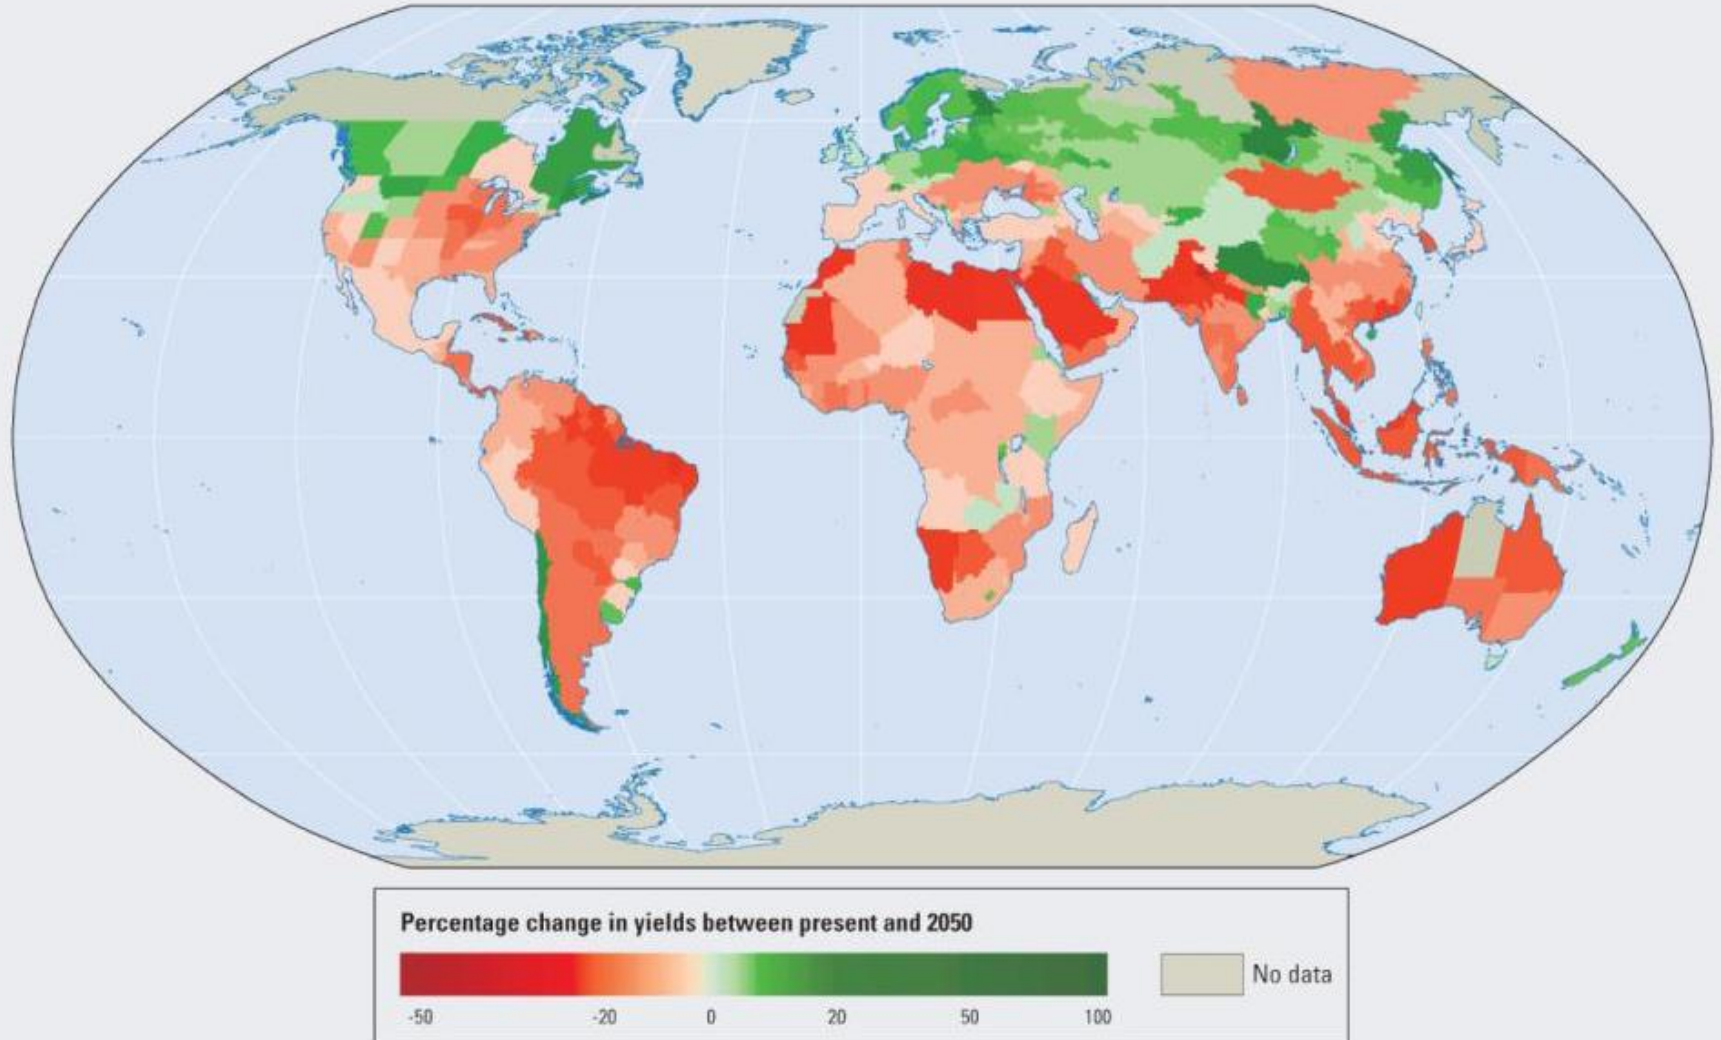 Percentage change in yields between present and 2050
No data
-50 -20 0 20 50 100